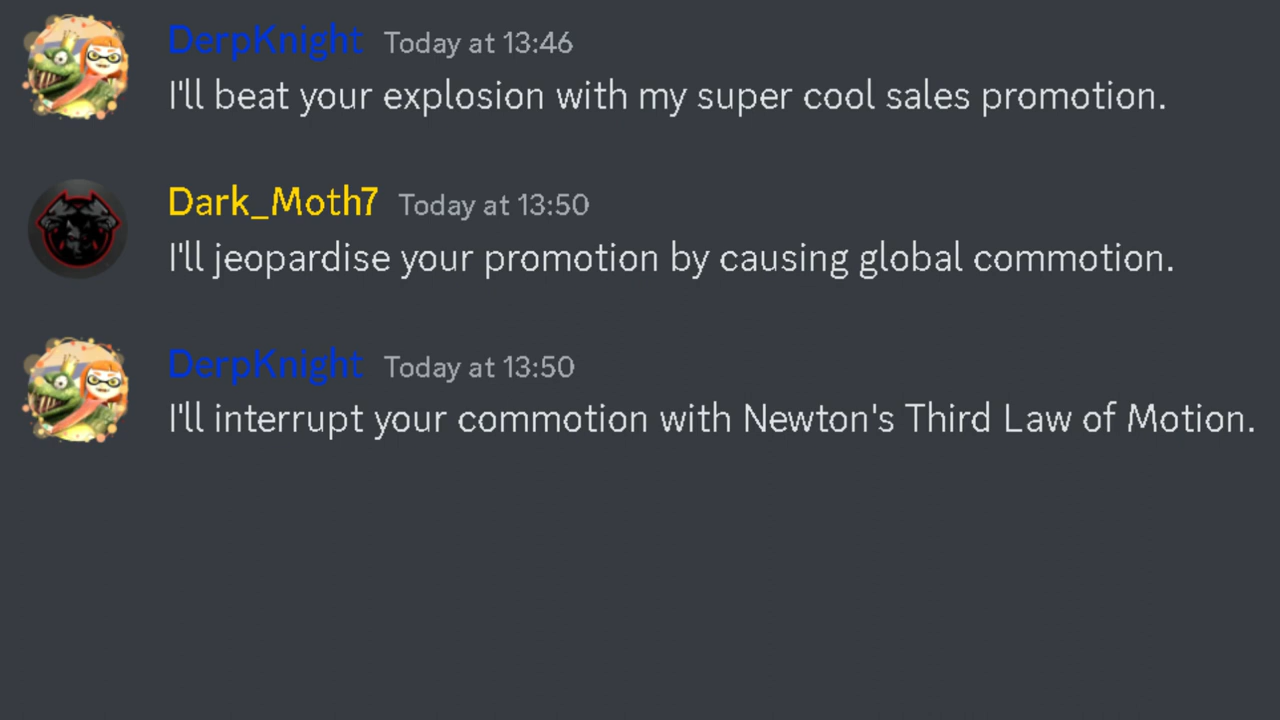 DerpKnight Today at 13:46
I'll beat your explosion with my super cool sales promotion.
Dark_Moth7 Today at 13:50
I'll jeopardise your promotion by causing global commotion.
DerpKnight Today at 13:50
I'll interrupt your commotion with Newton's Third Law of Motion.